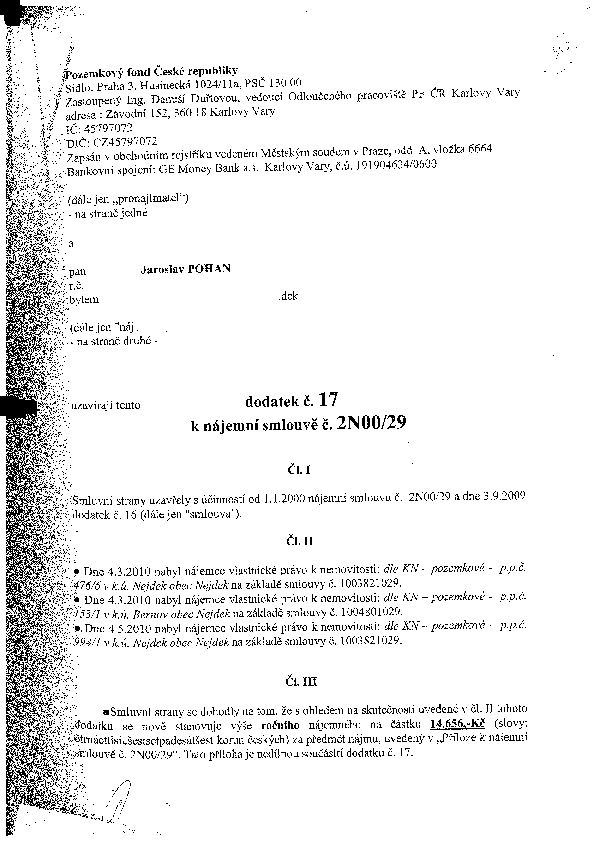 Pozemkový fond České republiky
Sídlo: Praha 3, Husinecká 1024/11a, PSČ 130 00
Zastoupený Ing. Danuší Duřtovou, vedoucí Odloučeného pracoviště PF ČR Karlovy Vary
adresa : Závodní 152, 360 18 Karlovy Vary
IČ: 45797072
DIČ: CZ45797072
Zapsán v obchodním rejstříku vedeném Městským soudem v Praze, odd. A, vložka 6664
Bankovní spojení: GE Money Bank a.s. Karlovy Vary, č.ú. 191904634/0600
(dále jen „pronajímatel")
- na straně jedné
a
pan Jaroslav POHAN
r.č.
bytem .dek
(dále jen "náj
- na straně druhé -
uzavírají tento dodatek č. 17
k nájemní smlouvě č. 2N00/29
Čl. I
Smluvní strany uzavřely s účinností od 1.1.2000 nájemní smlouvu č. 2N00/29 a dne 3.9.2009
dodatek č. 16 (dále jen "smlouva").
Čl. II
● Dne 4.3.2010 nabyl nájemce vlastnické právo k nemovitosti: dle KN - pozemková - p.p.č.
476/6 v k.ú. Nejdek obec Nejdek na základě smlouvy č. 1003821029.
● Dne 4.3.2010 nabyl nájemce vlastnické právo k nemovitosti: dle KN – pozemkové - p.p.č.
153/1 v k.ú. Bernov obec Nejdek na základě smlouvy č. 1004801029.
● Dne 4.5.2010 nabyl nájemce vlastnické právo k nemovitosti: dle KN – pozemkové - p.p.č.
994/1 v k.ú. Nejdek obec Nejdek na základě smlouvy č. 1003821029.
Čl. III
■Smluvní strany se dohodly na tom, že s ohledem na skutečnosti uvedené v čl. II tohoto
dodatku se nově stanovuje výše ročního nájemného na částku 14.656,-Kč (slovy:
čtrnácttisícšestsetpadesátšest korun českých) za předmět nájmu, uvedený v „Příloze k nájemní
smlouvě č. 2N00/29". Tato příloha je nedílnou součástí dodatku č. 17.